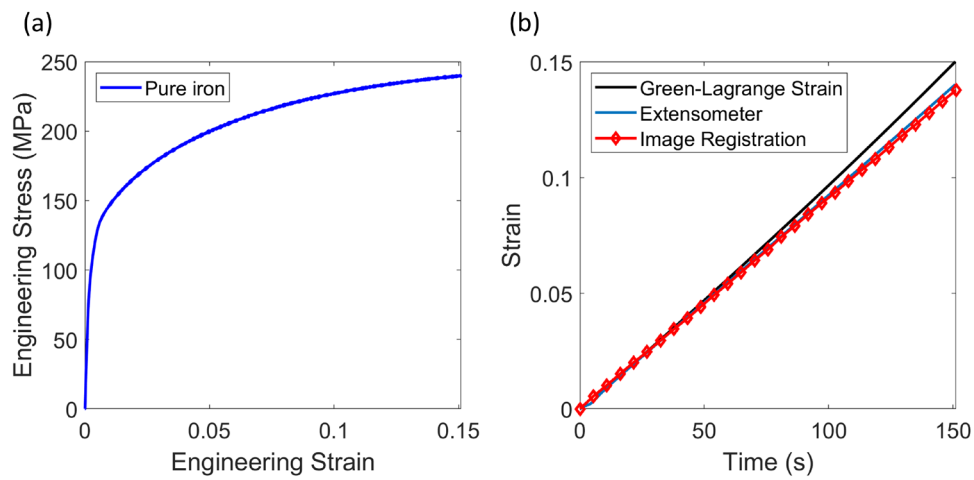 (a)
250
200
150
100
50
0
Engineering Stress (MPa)
Pure iron
0 0.05 0.1 0.15
Engineering Strain
(b)
0.15
0.1
0.05
0
Strain
Green-Lagrange Strain
Extensometer
Image Registration
0 50 100 150
Time (s)